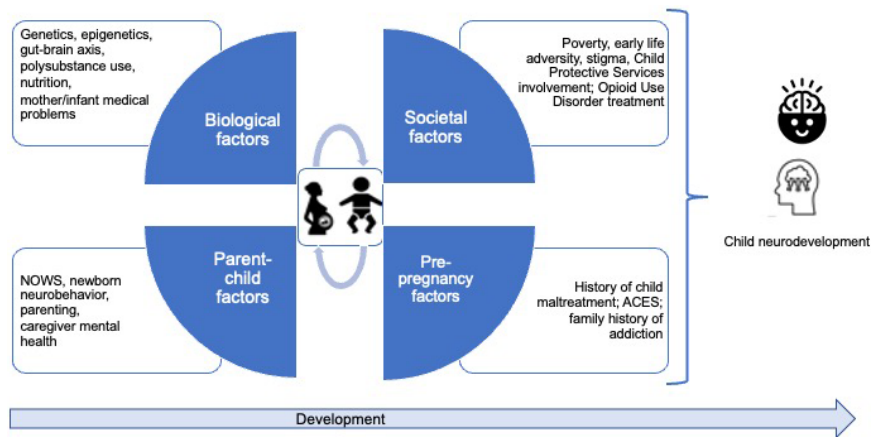 Genetics, epigenetics,
gut-brain axis,
polysubstance use,
nutrition,
mother/infant medical
problems
Biological
factors
Societal
factors
Poverty, early life
adversity, stigma, Child
Protective Services
involvement; Opioid Use
Disorder treatment
Child neurodevelopment
NOWS, newborn
neurobehavior,
parenting,
caregiver mental
health
Parent-
child
factors
Pre-
pregnancy
factors
History of child
maltreatment; ACES;
family history of
addiction
Development